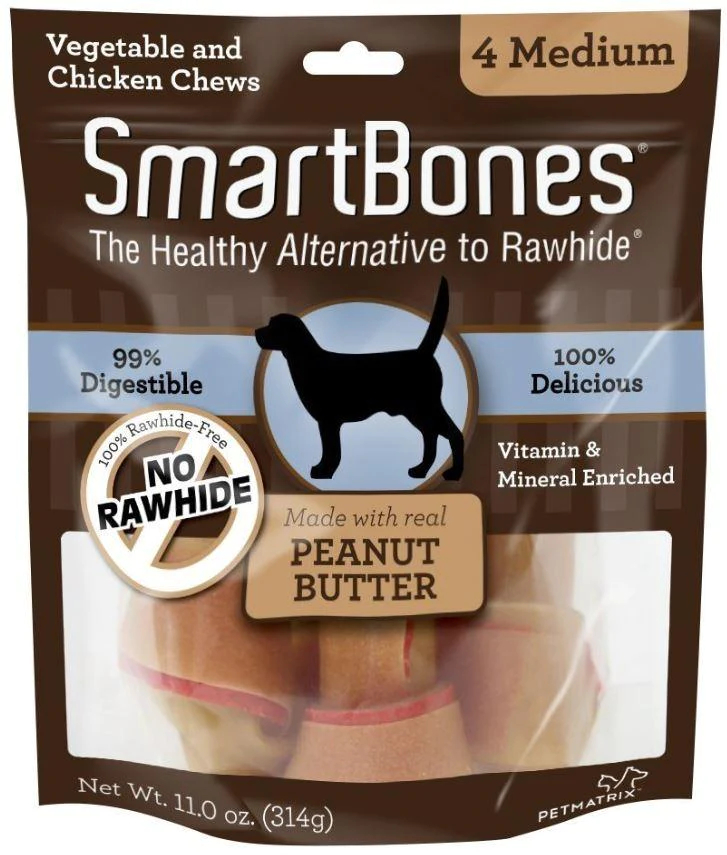 Vegetable and
Chicken Chews
4 Medium
SmartBones®
The Healthy Alternative to Rawhide®
99%
Digestible
100%
Delicious
100% Rawhide-Free
NO
RAWHIDE
Vitamin &
Mineral Enriched
Made with real
PEANUT
BUTTER
Net Wt. 11.0 oz. (314g)
PETMATRIX™